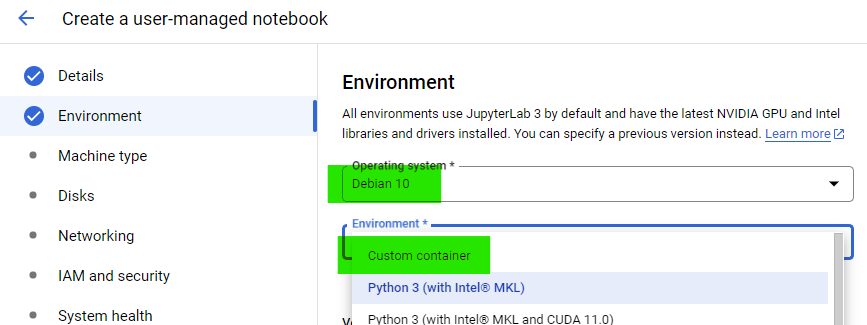 Create a user-managed notebook
Details
Environment
Machine type
Disks
Networking
IAM and security
System health
Environment
All environments use JupyterLab 3 by default and have the latest NVIDIA GPU and Intel
libraries and drivers installed. You can specify a previous version instead. Learn more
Operating system *
Debian 10
Environment *
Custom container
Python 3 (with Intel® MKL)
Python 3 (with Intel® MKL and CUDA 11.0)